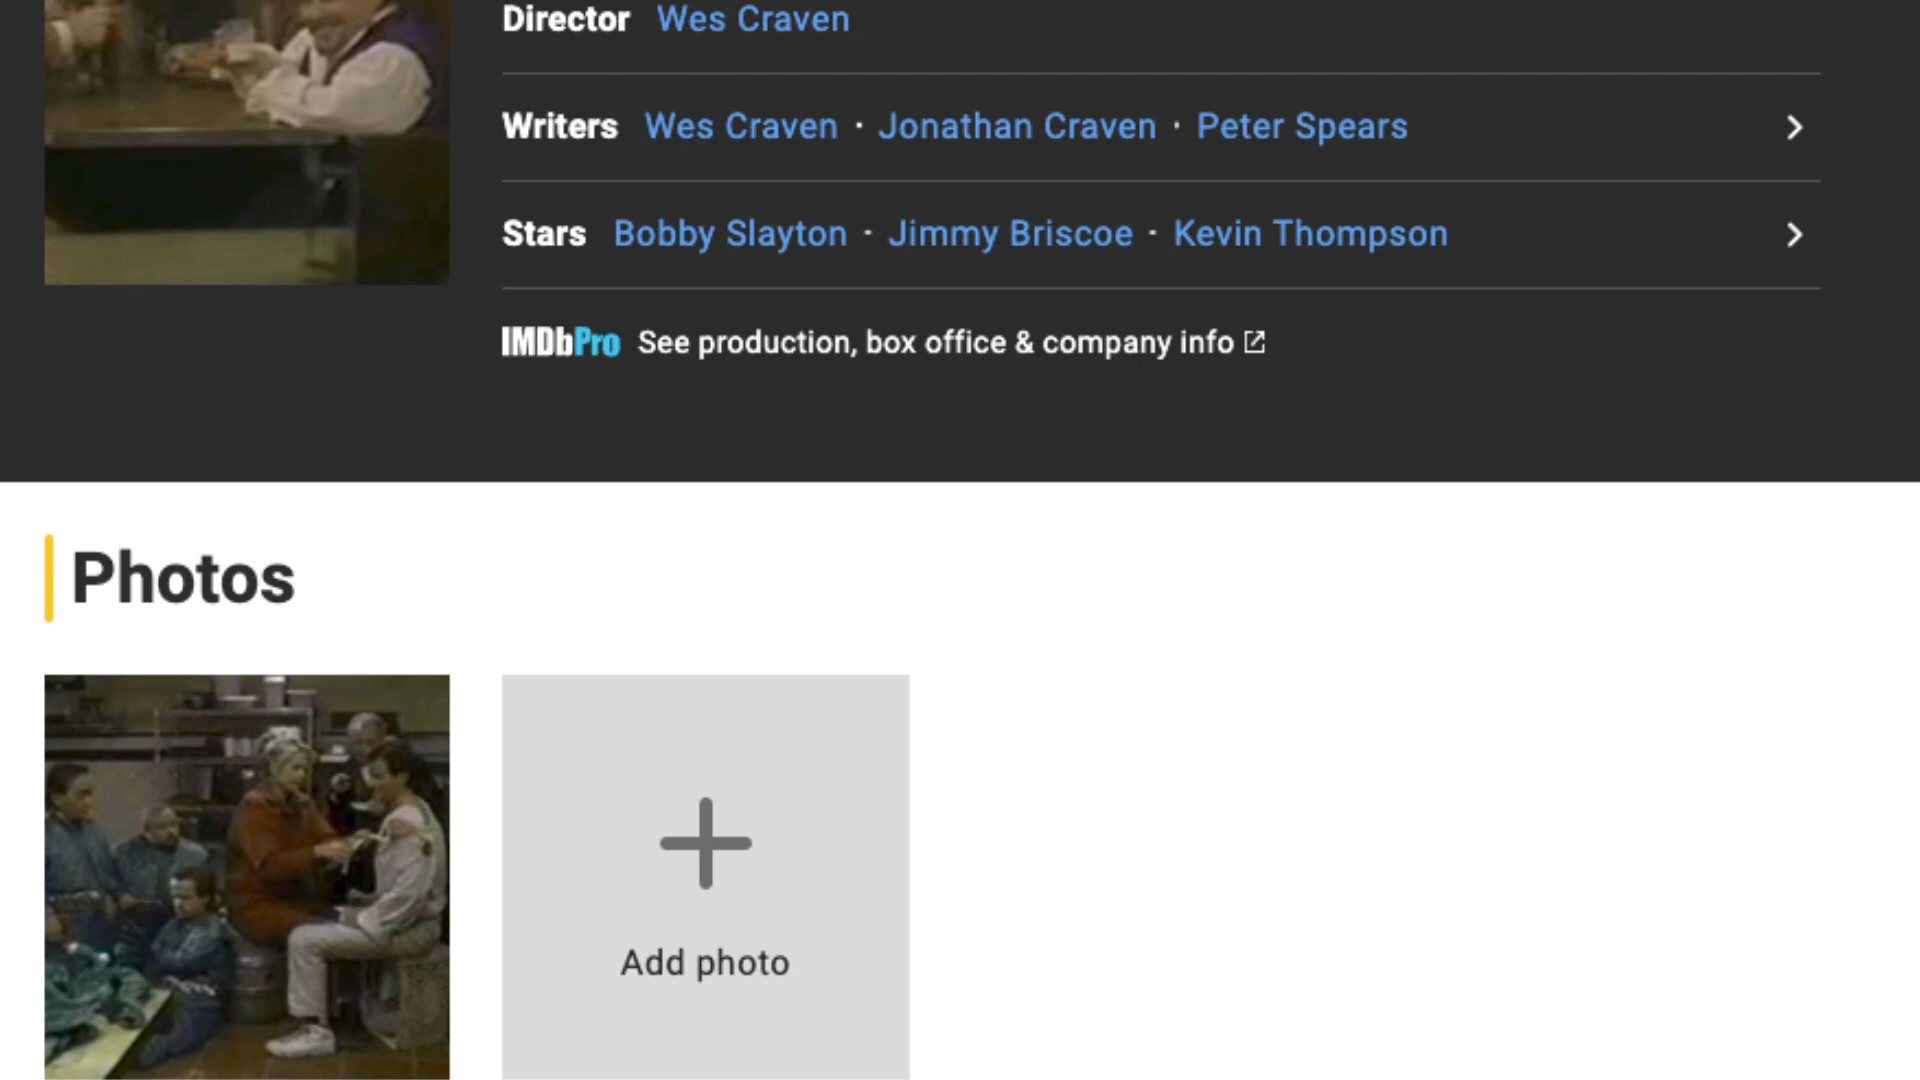 Director Wes Craven
Writers Wes Craven · Jonathan Craven · Peter Spears
Stars Bobby Slayton · Jimmy Briscoe · Kevin Thompson
IMDbPro See production, box office & company info
Photos
Add photo